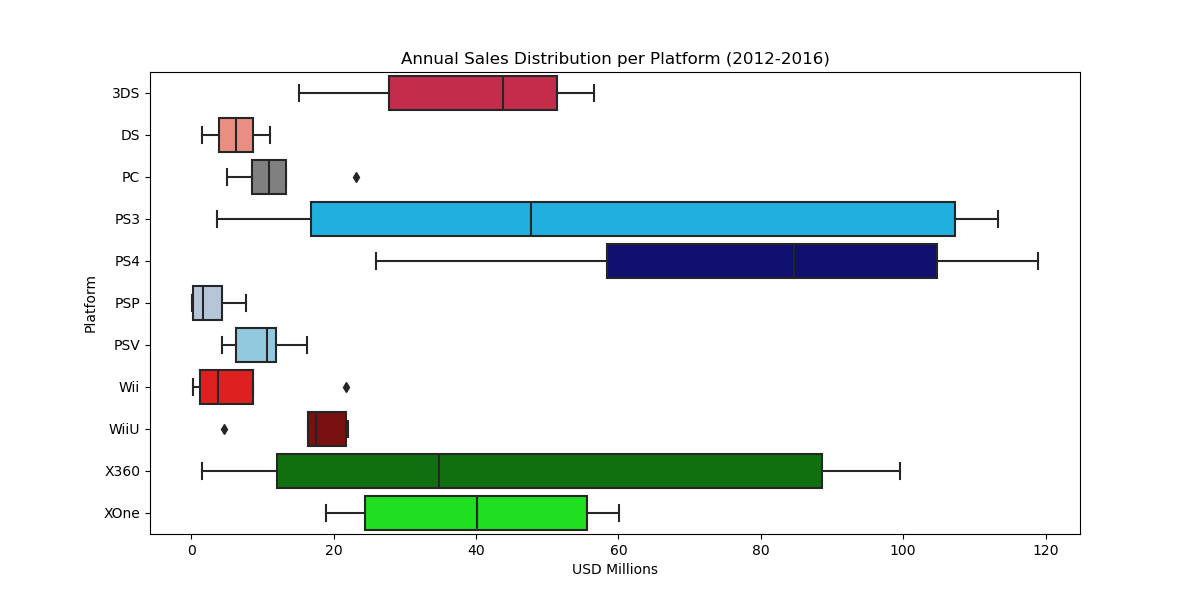 Annual Sales Distribution per Platform (2012-2016)
Platform
3DS
DS
PC
PS3
PS4
PSP
PSV
Wii
WiiU
X360
XOne
0 20 40 60 80 100 120
USD Millions